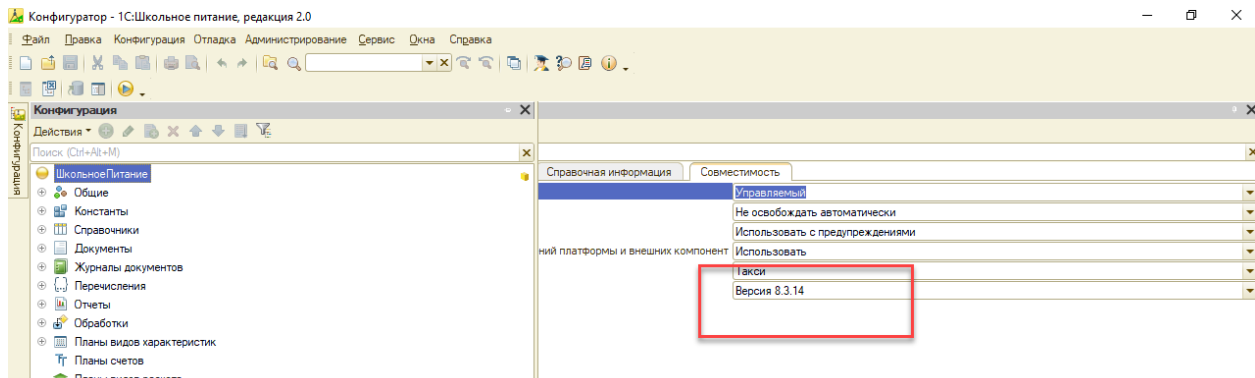 Конфигуратор - 1С:Школьное питание, редакция 2.0
Файл Правка Конфигурация Отладка Администрирование Сервис Окна Справка
Конфигурация
Конфигурация
Действия
Поиск (Ctrl+Alt+M)
ШкольноеПитание
Общие
Константы
Справочники
Документы
Журналы документов
Перечисления
Отчеты
Обработки
Планы видов характеристик
Планы счетов
Справочная информация Совместимость
Управляемый
Не освобождать автоматически
Использовать с предупреждениями
ний платформы и внешних компонент Использовать
Такси
Версия 8.3.14